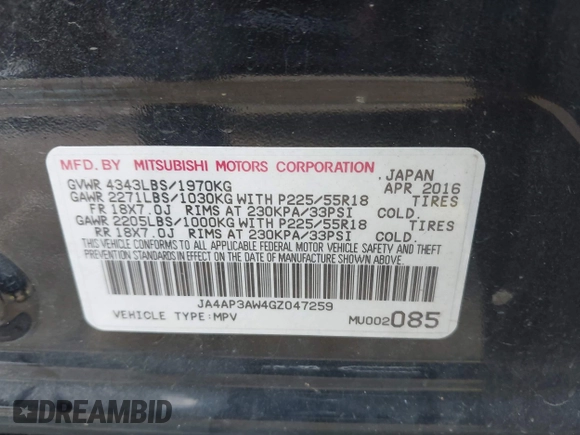 MFD. BY MITSUBISHI MOTORS CORPORATION
JAPAN
GVWR 4343LBS/1970KG
APR 2016
GAWR 2271LBS/1030KG WITH P225/55R18 TIRES
FR 18X7.0J RIMS AT 230KPA/33PSI COLD.
GAWR 2205LBS/1000KG WITH P225/55R18 TIRES
RR 18X7.0J RIMS AT 230KPA/33PSI COLD.
THIS VEHICLE CONFORMS TO ALL APPLICABLE FEDERAL MOTOR VEHICLE SAFETY AND THEFT
PREVENTION STANDARDS IN EFFECT ON THE DATE OF MANUFACTURE SHOWN ABOVE.
JA4AP3AW4GZ047259
VEHICLE TYPE:MPV
MU002085
DREAMBID